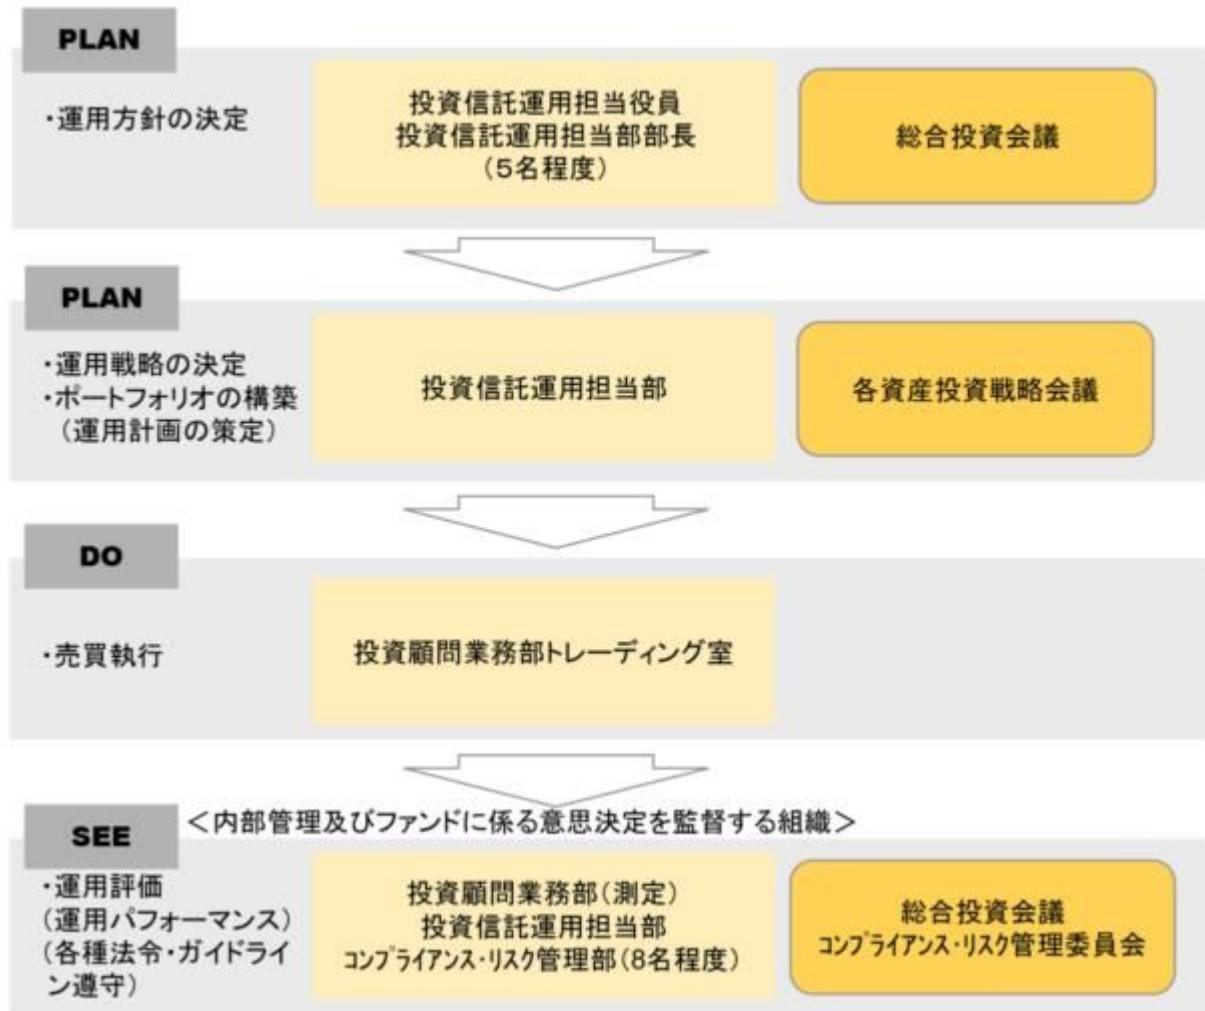 PLAN
・運用方針の決定
投資信託運用担当役員
投資信託運用担当部部長
(5名程度)
総合投資会議
PLAN
・運用戦略の決定
・ポートフォリオの構築
(運用計画の策定)
投資信託運用担当部
各資産投資戦略会議
DO
・売買執行
投資顧問業務部トレーディング室
SEE
＜内部管理及びファンドに係る意思決定を監督する組織＞
・運用評価
(運用パフォーマンス)
(各種法令・ガイドライ
ン遵守)
投資顧問業務部(測定)
投資信託運用担当部
コンプライアンス・リスク管理部(8名程度)
総合投資会議
コンプライアンス・リスク管理委員会